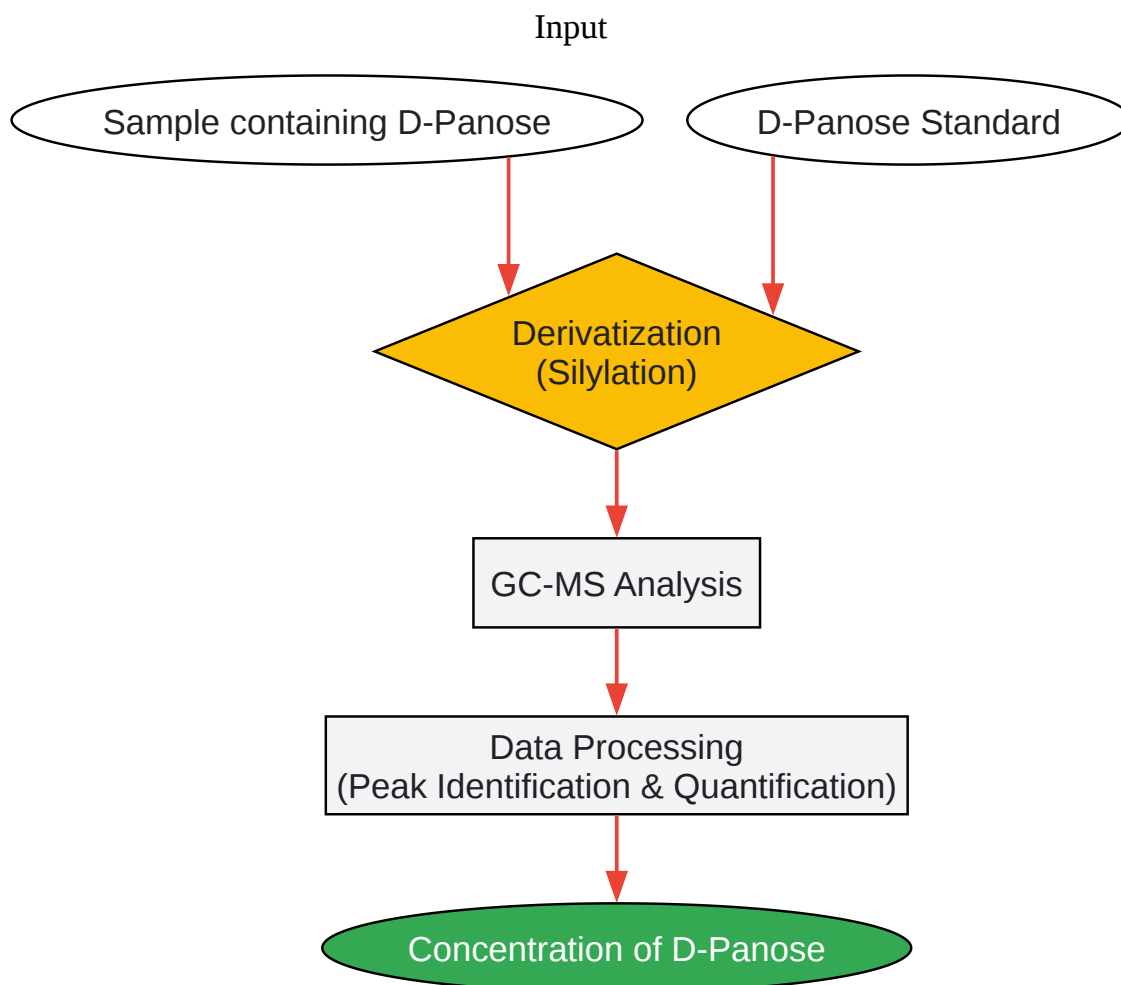 Input
Sample containing D-Panose
D-Panose Standard
Derivatization
(Silylation)
GC-MS Analysis
Data Processing
(Peak Identification & Quantification)
Concentration of D-Panose